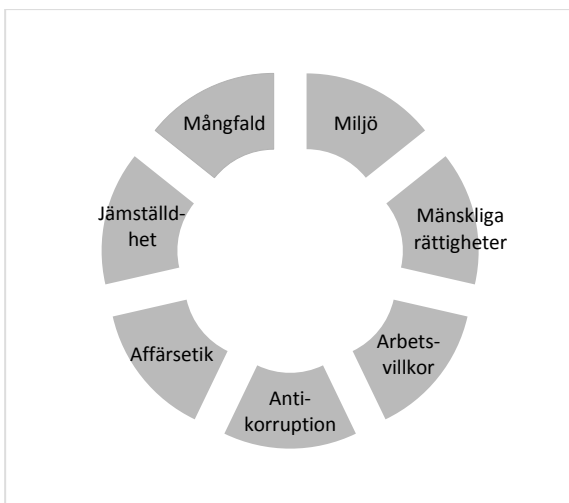 Mångfald
Miljö
Jämställd-
het
Mänskliga
rättigheter
Affärsetik
Arbets-
villkor
Anti-
korruption